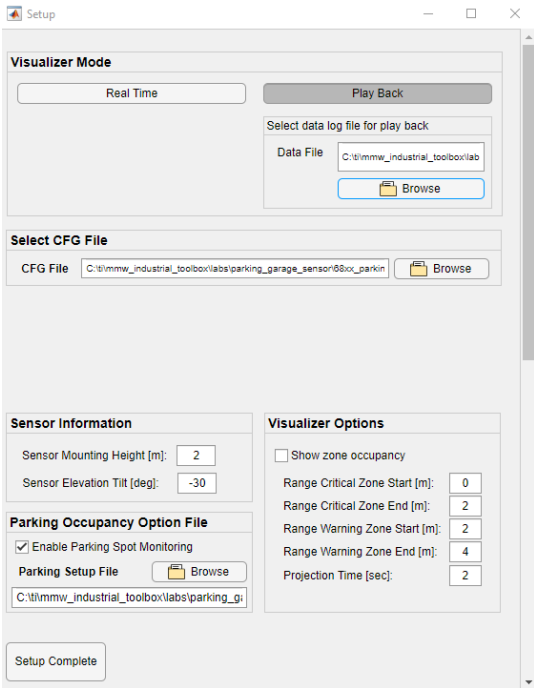 Setup
Visualizer Mode
Real Time
Play Back
Select data log file for play back
Data File
C:\ti\mmw_industrial_toolbox\lab
Browse
Select CFG File
CFG File
C:\ti\mmw_industrial_toolbox\labs\parking_garage_sensor\68xx_parkin
Browse
Sensor Information
Sensor Mounting Height [m]: 2
Sensor Elevation Tilt [deg]: -30
Parking Occupancy Option File
Enable Parking Spot Monitoring
Parking Setup File
Browse
C:\ti\mmw_industrial_toolbox\labs\parking_ga
Visualizer Options
Show zone occupancy
Range Critical Zone Start [m]: 0
Range Critical Zone End [m]: 2
Range Warning Zone Start [m]: 2
Range Warning Zone End [m]: 4
Projection Time [sec]: 2
Setup Complete